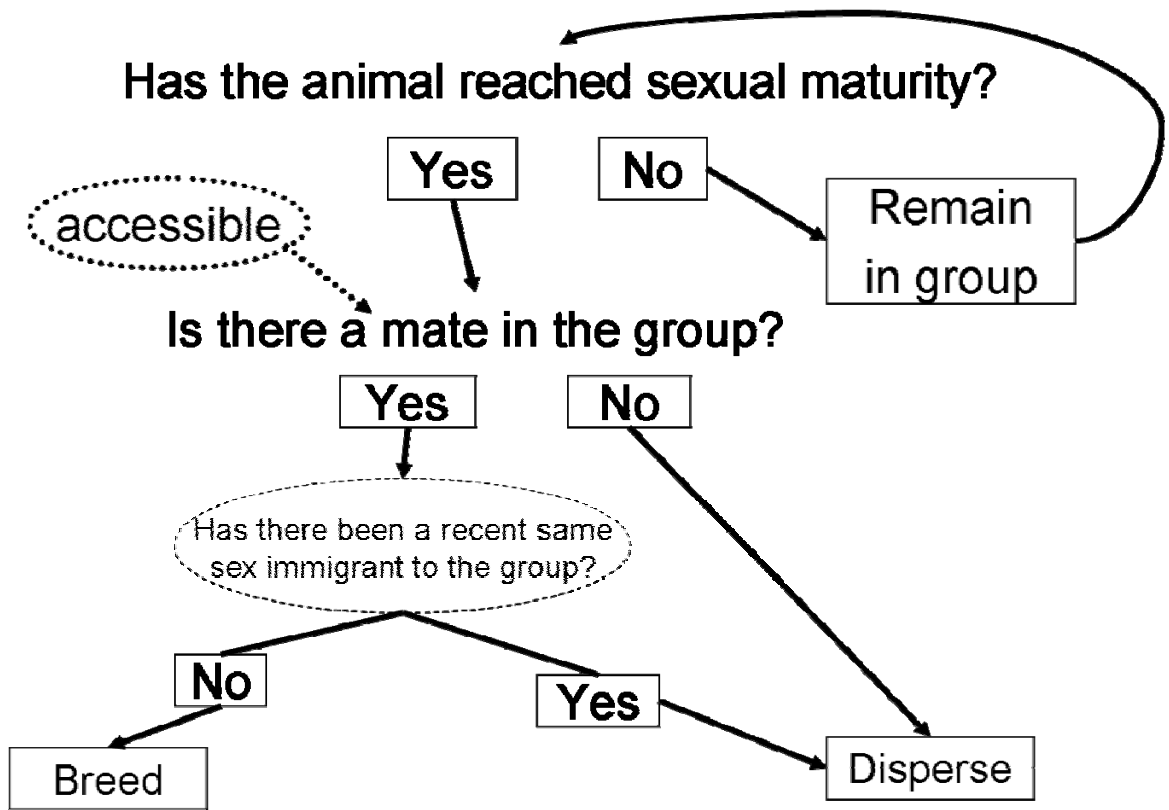 Has the animal reached sexual maturity?
Yes
No
Remain
in group
accessible
Is there a mate in the group?
Yes
No
Has there been a recent same
sex immigrant to the group?
No
Yes
Breed
Disperse